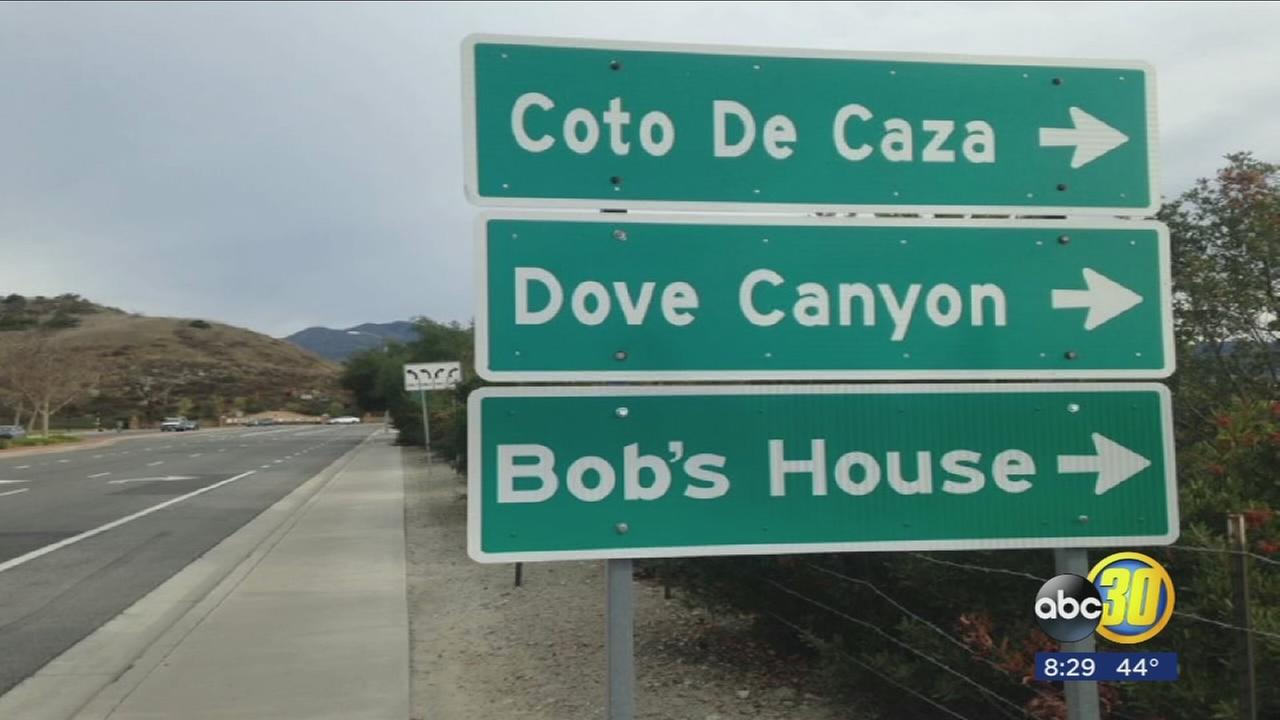 Coto De Caza
Dove Canyon
Bob's House
abc 30
8:29 44°